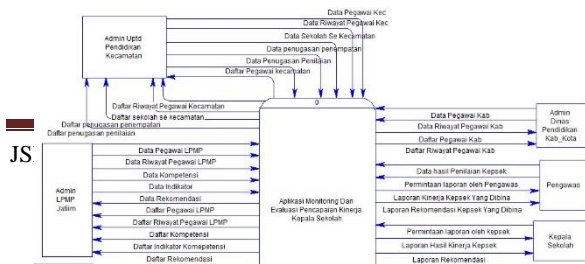 Data Pegawai Kec
Data Riwayat Pegawai Kec
Data Sekolah Se Kecamatan
Data penugasan penempatan
Data Penugasan Penilaian
Daftar Pegawai kecamatan
Admin Uptd
Pendidikan
Kecamatan
Daftar Riwayat Pegawai Kecamatan
Daftar sekolah se kecamatan
Daftar penugasan penempatan
Daftar penugasan penilaian
0
Aplikasi Monitoring Dan
Evaluasi Pencapaian Kinerja
Kepala Sekolah
JS
Admin
LPMP
Jatim
Data Pegawai LPMP
Data Riwayat Pegawai LPMP
Data Kompetensi
Data Indikator
Data Rekomendasi
Daftar Pegawai LPMP
Daftar Riwayat Pegawai LPMP
Daftar Kompetensi
Daftar Indikator Komepetensi
Daftar Rekomendasi
Data Pegawai Kab
Data Riwayat Pegawai Kab
Daftar Pegawai Kab
Daftar Riwayat Pegawai Kab
Admin
Dinas
Pendidikan
Kab_Kota
Data hasil Penilaian Kepsek
Permintaan laporan oleh Pengawas
Laporan Kinerja Kepsek Yang Dibina
Laporan Rekomendasi Kepsek Yang Dibina
Pengawas
Permintaan laporan oleh kepsek
Laporan Hasil Kinerja Kepsek
Laporan Rekomendasi
Kepala
Sekolah